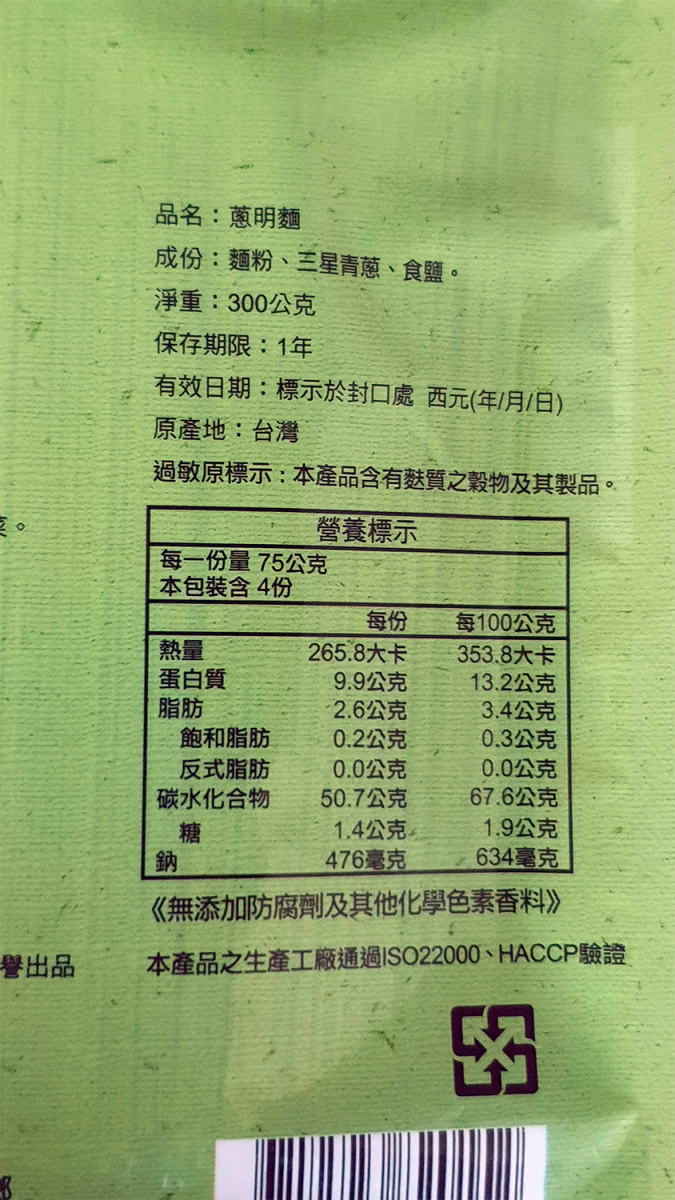 品名：蔥明麵
成份：麵粉、三星青蔥、食鹽。
淨重：300公克
保存期限：1年
有效日期：標示於封口處 西元(年/月/日)
原產地：台灣
過敏原標示：本產品含有麩質之穀物及其製品。
菜。
營養標示
每一份量 75公克
本包裝含 4份
每份 每100公克
熱量 265.8大卡 353.8大卡
蛋白質 9.9公克 13.2公克
脂肪 2.6公克 3.4公克
飽和脂肪 0.2公克 0.3公克
反式脂肪 0.0公克 0.0公克
碳水化合物 50.7公克 67.6公克
糖 1.4公克 1.9公克
鈉 476毫克 634毫克
《無添加防腐劑及其他化學色素香料》
譽出品
本產品之生產工廠通過ISO22000、HACCP驗證